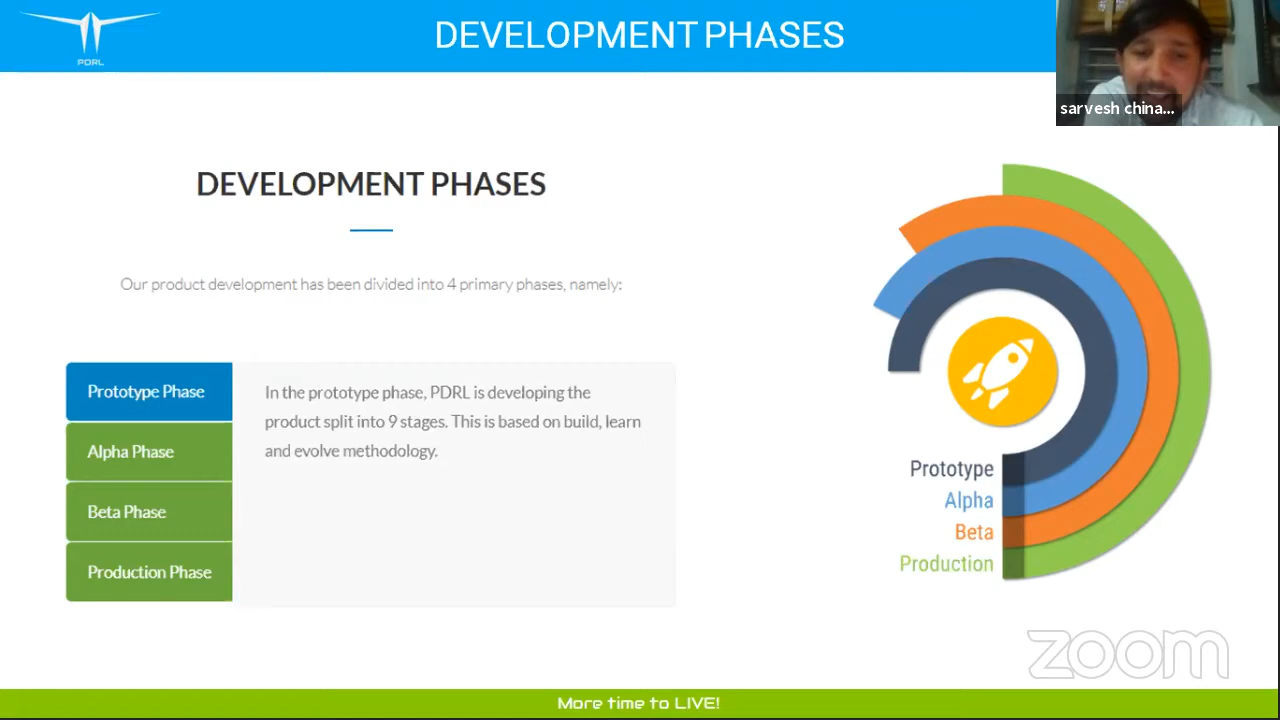 PDRL
DEVELOPMENT PHASES
sarvesh china...
DEVELOPMENT PHASES
Our product development has been divided into 4 primary phases, namely:
Prototype Phase
Alpha Phase
Beta Phase
Production Phase
In the prototype phase, PDRL is developing the
product split into 9 stages. This is based on build, learn
and evolve methodology.
Prototype
Alpha
Beta
Production
zoom
More time to LIVE!